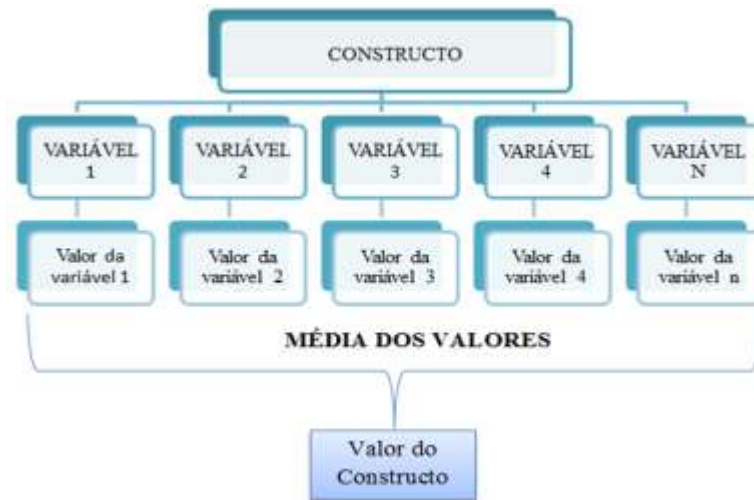 CONSTRUCTO
VARIÁVEL
1
VARIÁVEL
2
VARIÁVEL
3
VARIÁVEL
4
VARIÁVEL
N
Valor da
variável 1
Valor da
variável 2
Valor da
variável 3
Valor da
variável 4
Valor da
variável n
MÉDIA DOS VALORES
Valor do
Constructo